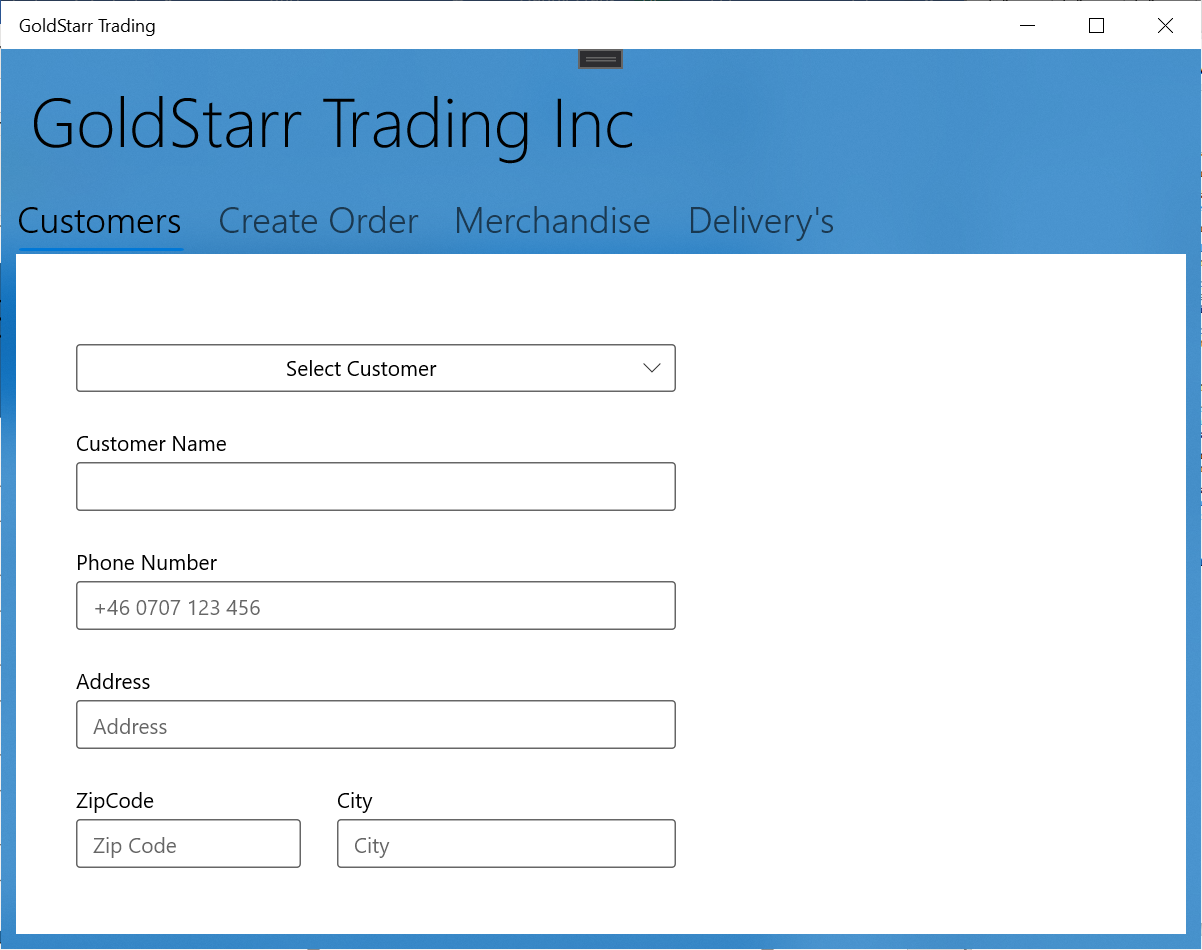 GoldStarr Trading
GoldStarr Trading Inc
Customers Create Order Merchandise Delivery's
Select Customer
Customer Name
Phone Number
+46 0707 123 456
Address
Address
ZipCode City
Zip Code City